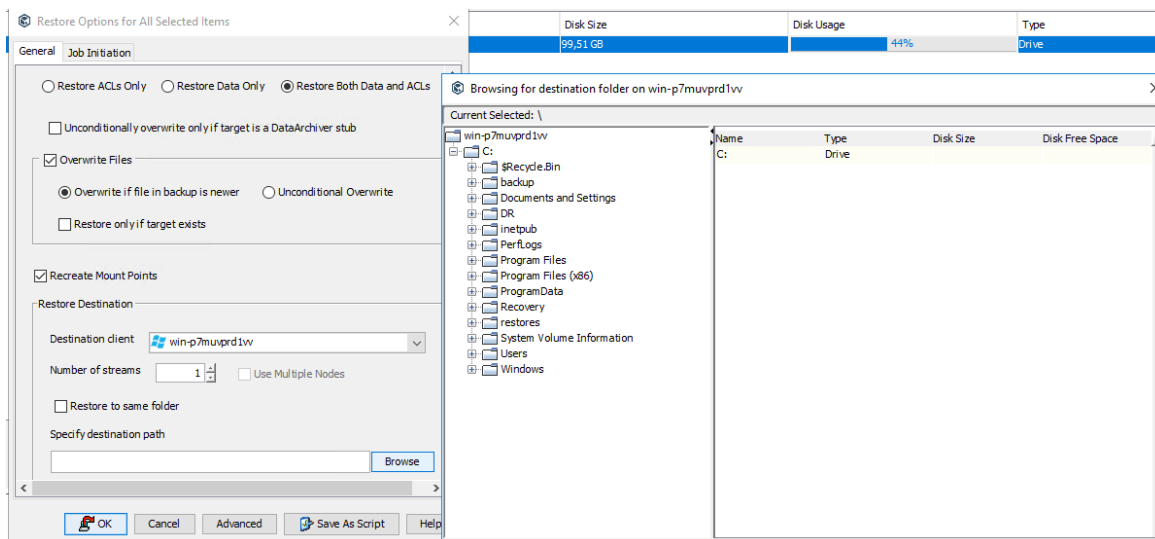 Restore Options for All Selected Items
General Job Initiation
Restore ACLs Only Restore Data Only Restore Both Data and ACLs
Unconditionally overwrite only if target is a DataArchiver stub
Overwrite Files
Overwrite if file in backup is newer Unconditional Overwrite
Restore only if target exists
Recreate Mount Points
Restore Destination
Destination client win-p7muvprd1vv
Number of streams 1 Use Multiple Nodes
Restore to same folder
Specify destination path
Browse
OK Cancel Advanced Save As Script Help
Disk Size Disk Usage Type
99,51 GB 44% Drive
Browsing for destination folder on win-p7muvprd1vv
Current Selected: \
win-p7muvprd1vv
C:
$Recycle.Bin
backup
Documents and Settings
DR
inetpub
PerfLogs
Program Files
Program Files (x86)
ProgramData
Recovery
restores
System Volume Information
Users
Windows
Name Type Disk Size Disk Free Space
C: Drive